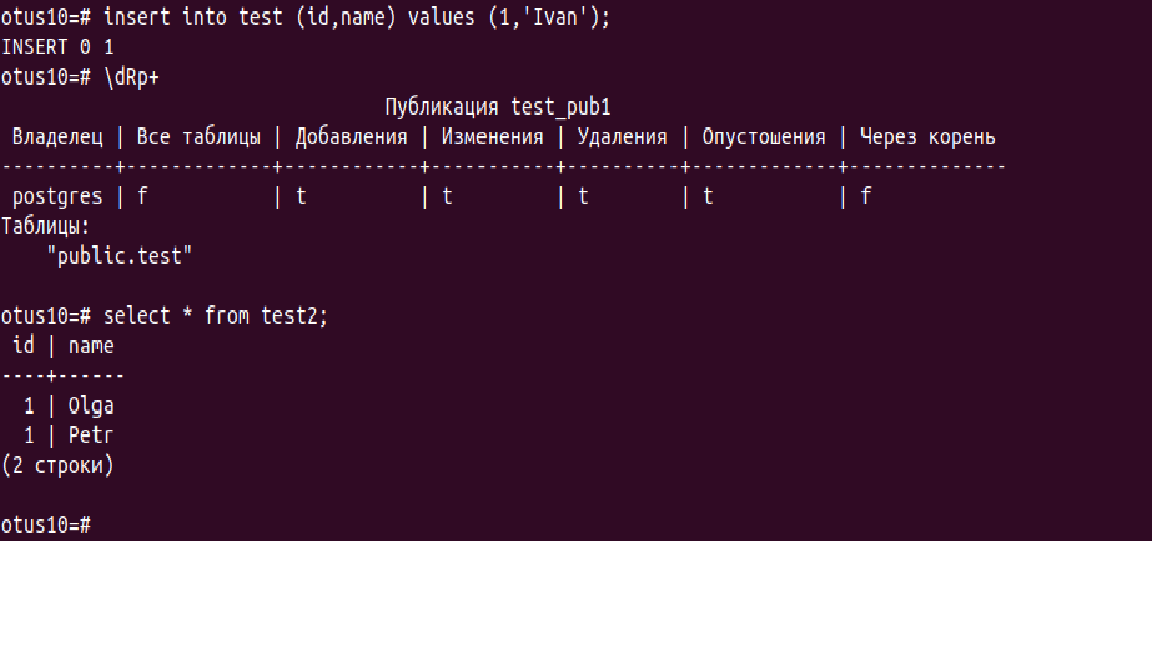 otus10=# insert into test (id,name) values (1,'Ivan');
INSERT 0 1
otus10=# \dRp+
Публикация test_pub1
Владелец | Все таблицы | Добавления | Изменения | Удаления | Опустошения | Через корень
----------+-------------+------------+-----------+----------+-------------+--------------
postgres | f | t | t | t | t | f
Таблицы:
"public.test"
otus10=# select * from test2;
id | name
----+------
1 | Olga
1 | Petr
(2 строки)
otus10=#